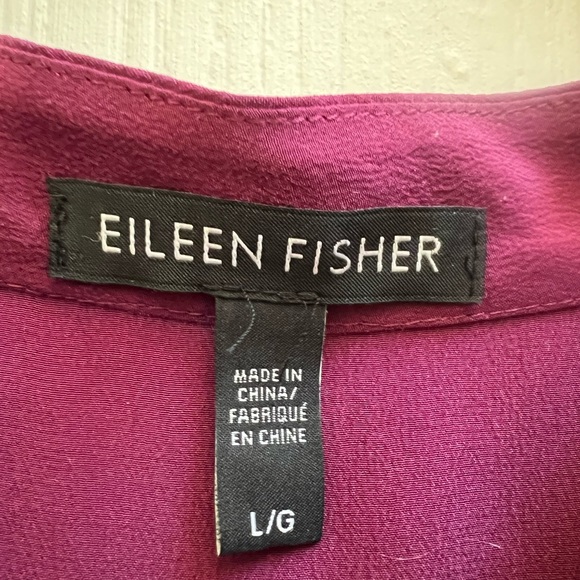 EILEEN FISHER
MADE IN
CHINA/
FABRIQUÉ
EN CHINE
L/G